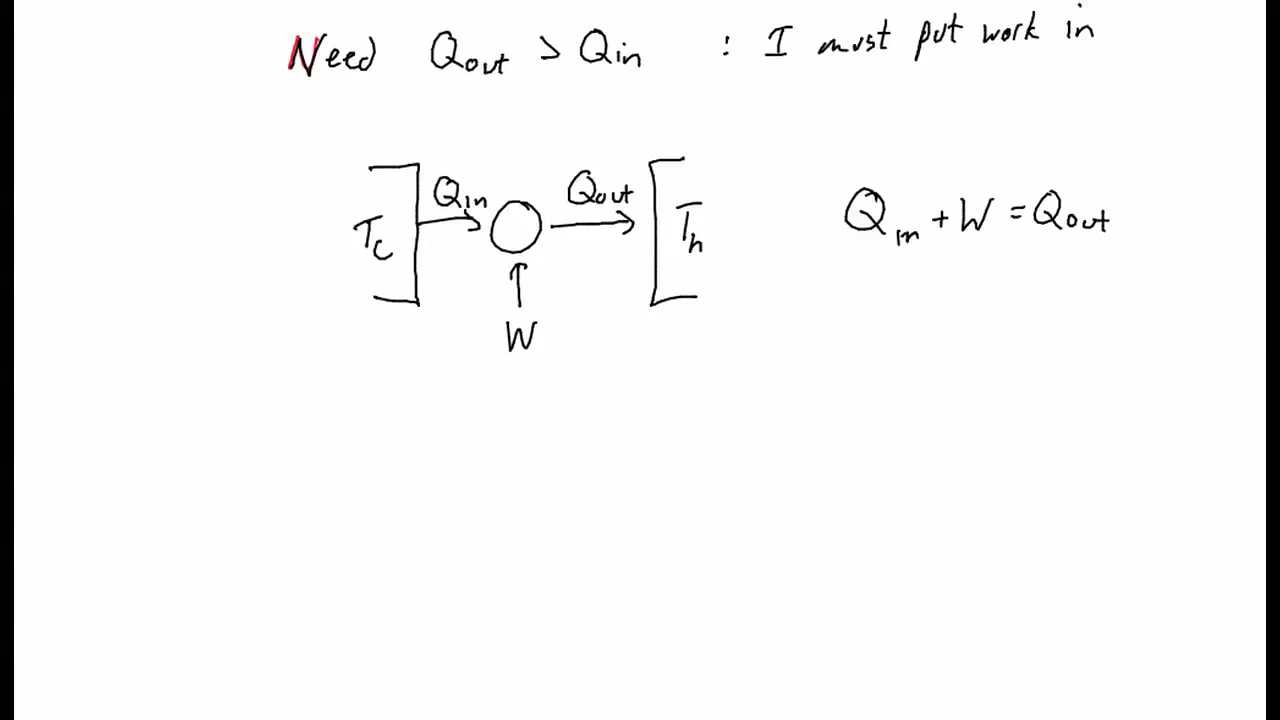 Need Qout > Qin : I must put work in
Qin Qout
Tc Th Qin + W = Qout
W